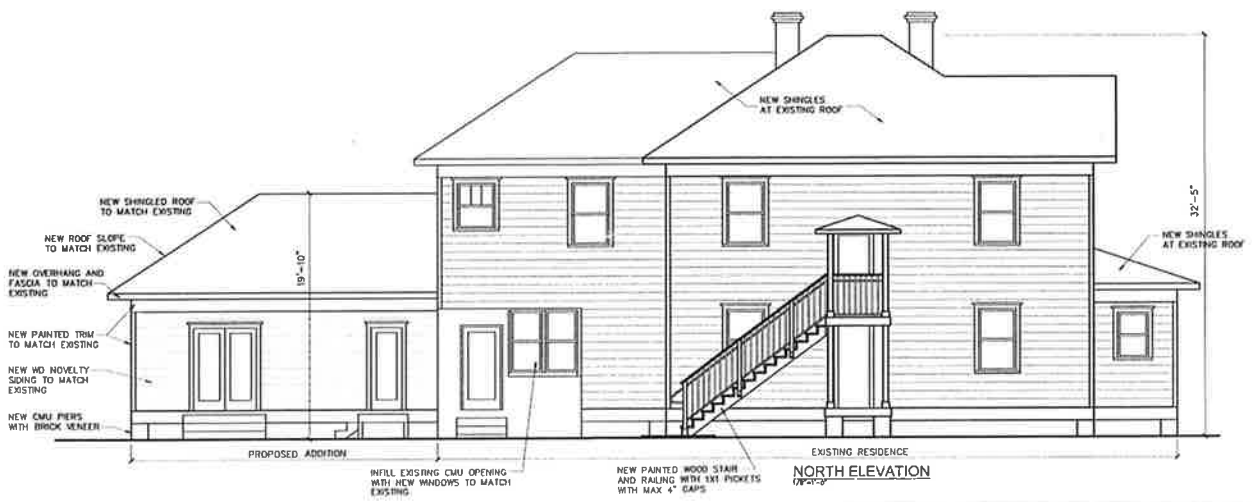 NEW SHINGLES
AT EXISTING ROOF
32'-5"
NEW SHINGLED ROOF
TO MATCH EXISTING
NEW ROOF SLOPE
TO MATCH EXISTING
NEW OVERHANG AND
FASCIA TO MATCH
EXISTING
19'-10"
NEW SHINGLES
AT EXISTING ROOF
NEW PAINTED TRIM
TO MATCH EXISTING
NEW WD NOVELTY
SIDING TO MATCH
EXISTING
NEW CMU PIERS
WITH BRICK VENEER
PROPOSED ADDITION
EXISTING RESIDENCE
INFILL EXISTING CMU OPENING
WITH NEW WINDOWS TO MATCH
EXISTING
NEW PAINTED WOOD STAIR
AND RAILING WITH 1X1 PICKETS
WITH MAX 4" GAPS
NORTH ELEVATION
1/8"=1'-0"